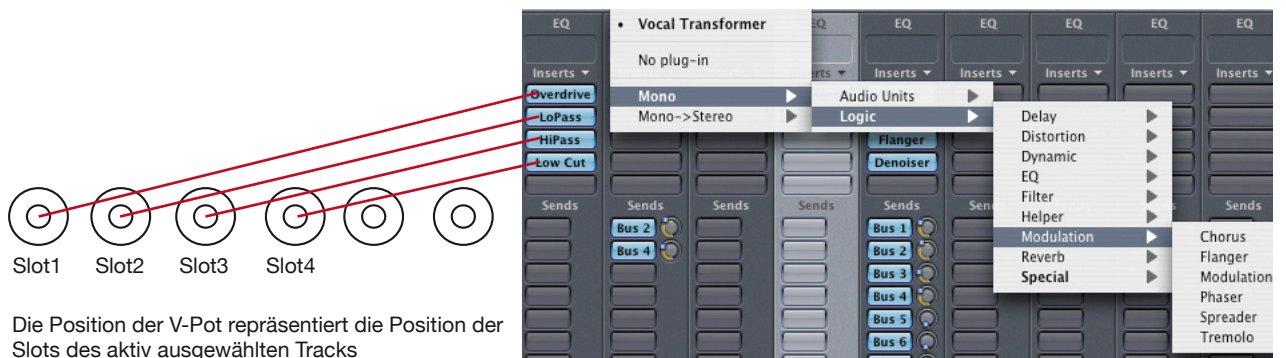 EQ EQ EQ EQ EQ EQ EQ
• Vocal Transformer
No plug-in
Inserts Inserts Inserts Inserts Inserts Inserts
Overdrive
Mono
Audio Units
LoPass
Mono->Stereo
Logic
Delay
HiPass
Flanger
Distortion
Low Cut
Denoiser
Dynamic
EQ
Filter
Sends Sends Sends Sends Sends Sends
Helper
Bus 2
Bus 1
Modulation
Chorus
Bus 4
Bus 2
Reverb
Flanger
Bus 3
Special
Modulation
Bus 4
Phaser
Bus 5
Spreader
Bus 6
Tremolo
Slot1 Slot2 Slot3 Slot4
Die Position der V-Pot repräsentiert die Position der
Slots des aktiv ausgewählten Tracks